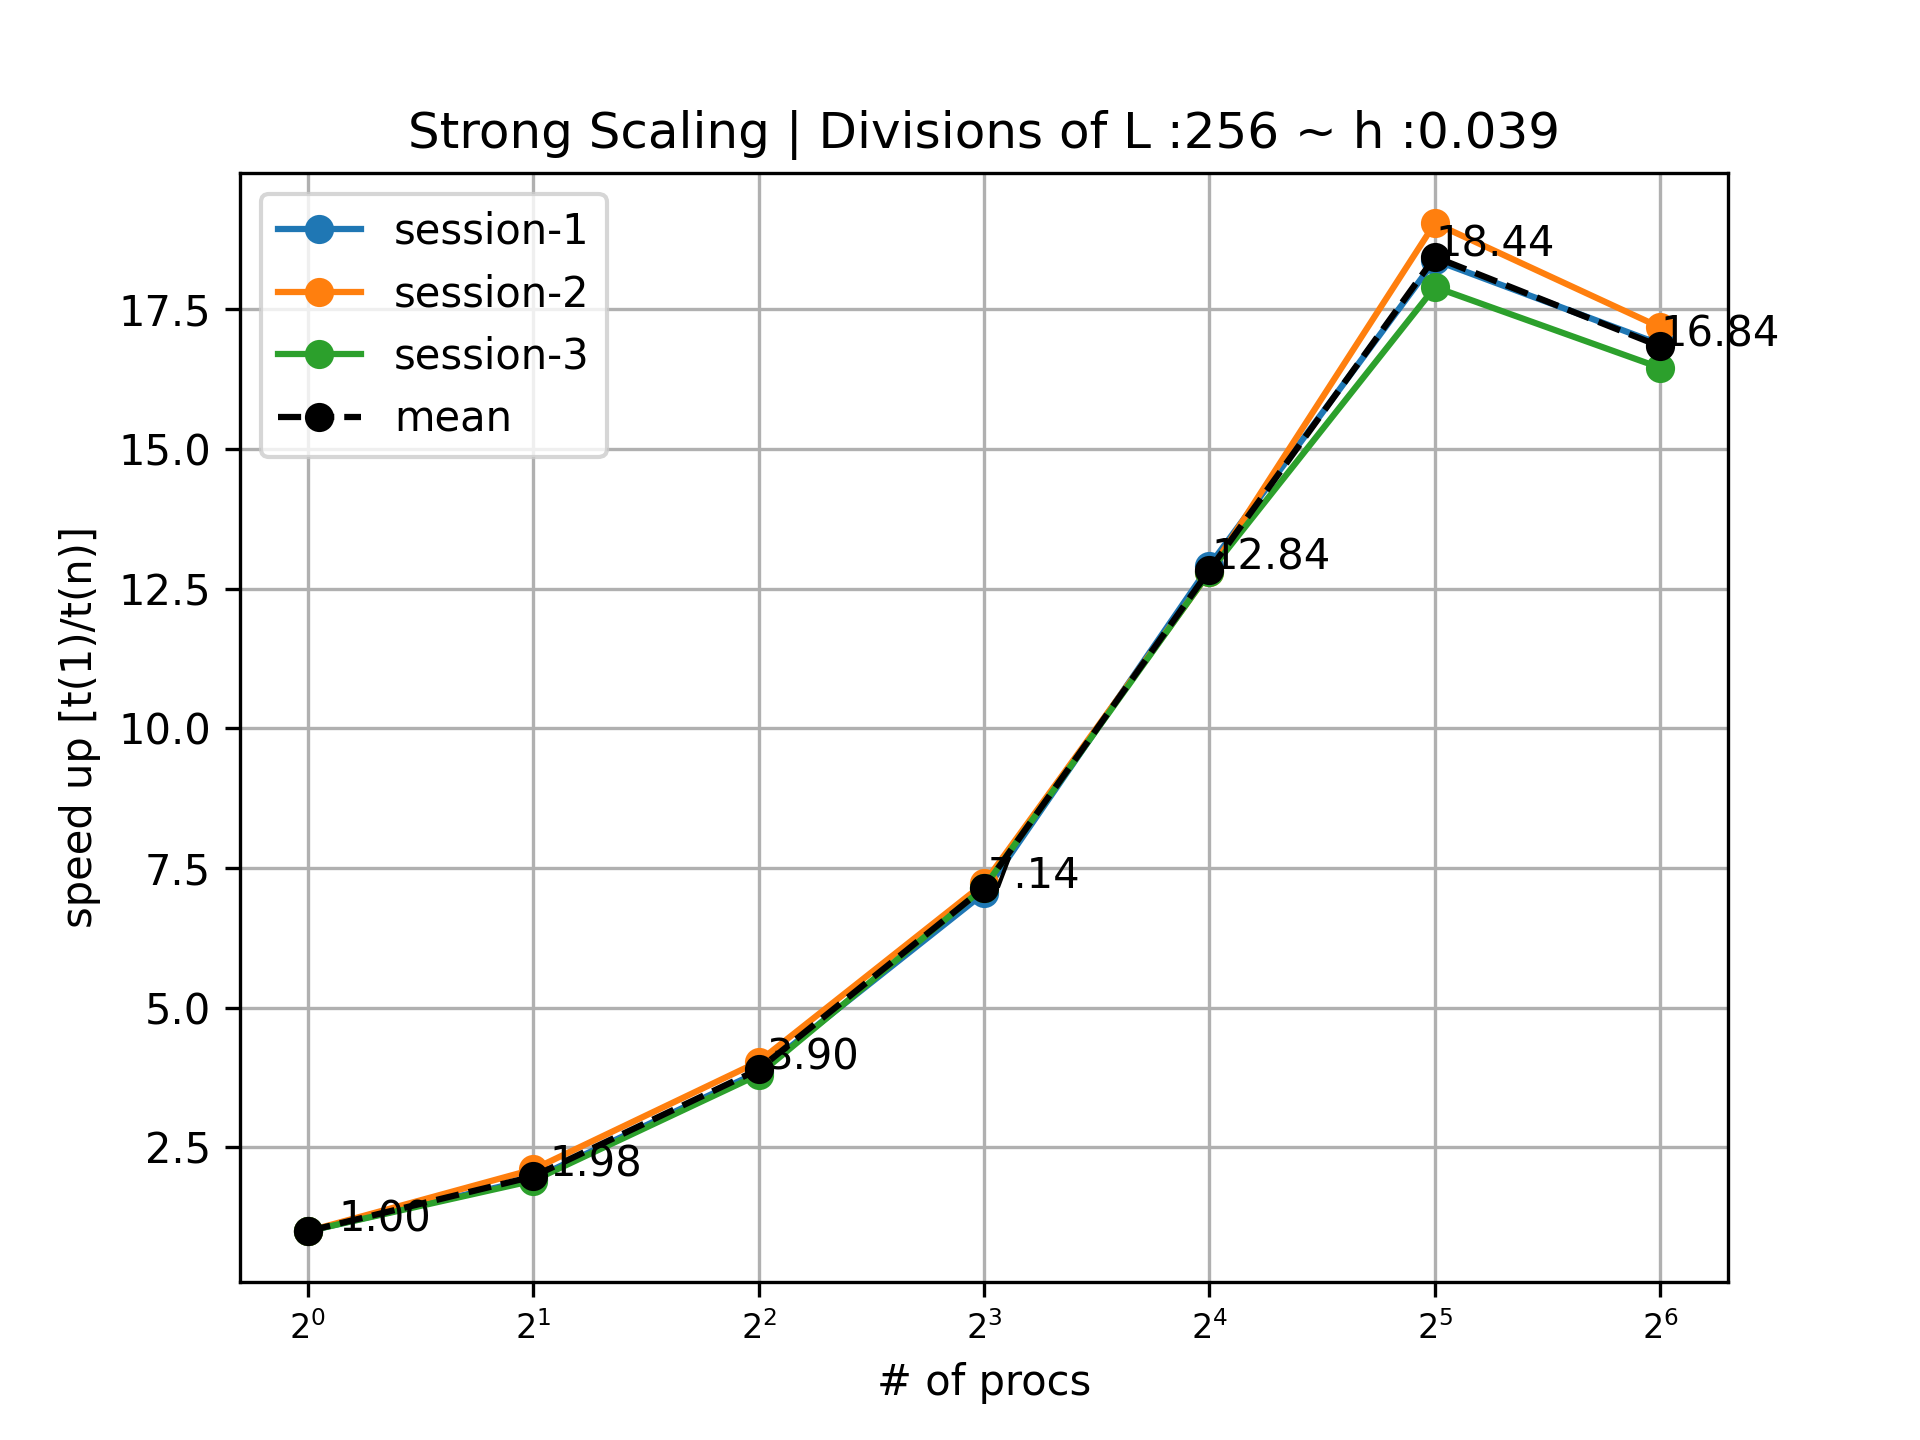 Strong Scaling | Divisions of L :256 ~ h :0.039
session-1
session-2
session-3
mean
speed up [t(1)/t(n)]
17.5
15.0
12.5
10.0
7.5
5.0
2.5
1.00
1.98
3.90
7.14
12.84
18.44
16.84
2⁰ 2¹ 2² 2³ 2⁴ 2⁵ 2⁶
# of procs